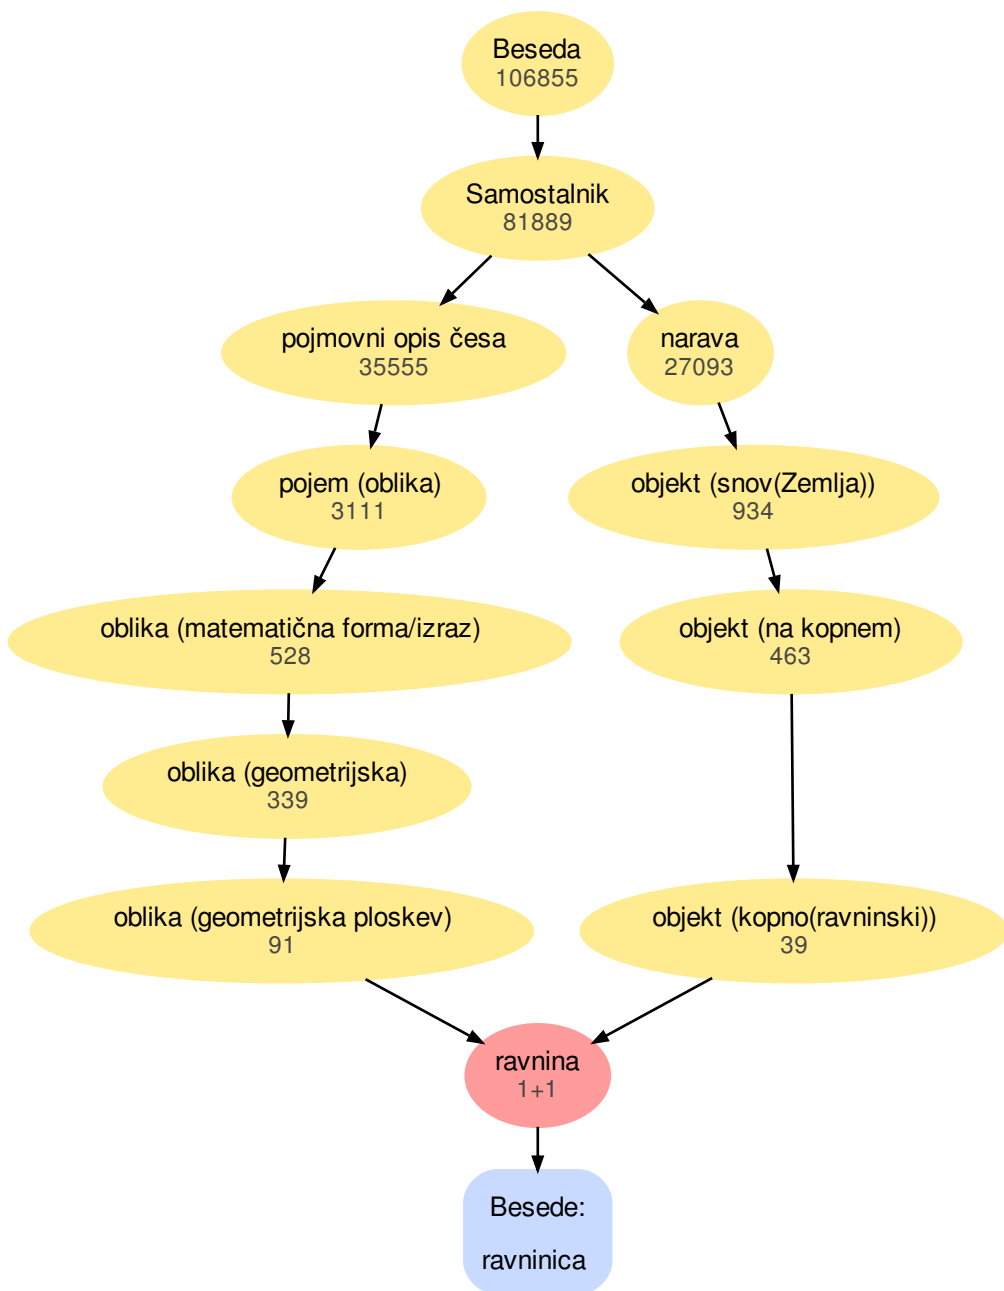 Beseda
106855
Samostalnik
81889
pojmovni opis česa
35555
narava
27093
pojem (oblika)
3111
objekt (snov(Zemlja))
934
oblika (matematična forma/izraz)
528
objekt (na kopnem)
463
oblika (geometrijska)
339
oblika (geometrijska ploskev)
91
objekt (kopno(ravninski))
39
ravnina
1+1
Besede:
ravninica